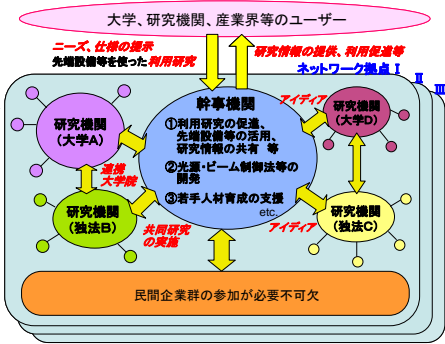 大学、研究機関、産業界等のユーザー
ニーズ、仕様の提示
先端設備等を使った利用研究
研究情報の提供、利用促進等
ネットワーク拠点Ⅰ
Ⅱ
Ⅲ
幹事機関
①利用研究の促進、
先端設備等の活用、
研究情報の共有 等
②光源・ビーム制御法等の
開発
③若手人材育成の支援
etc.
研究機関
(大学A)
アイディア
研究機関
(大学D)
連携
大学院
研究機関
(独法B)
共同研究
の実施
アイディア
研究機関
(独法C)
民間企業群の参加が必要不可欠